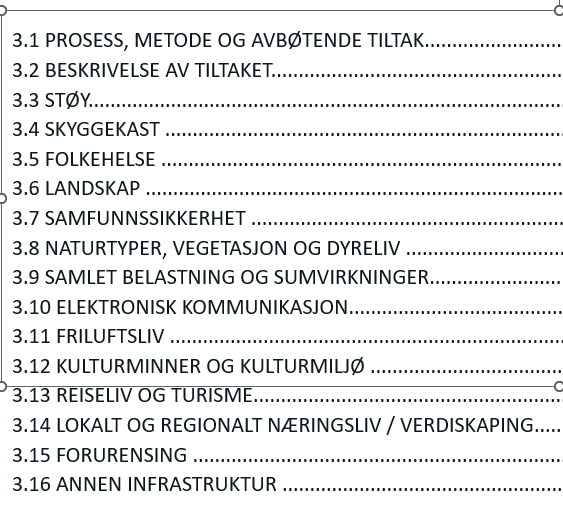 3.1 PROSESS, METODE OG AVBØTENDE TILTAK
3.2 BESKRIVELSE AV TILTAKET
3.3 STØY
3.4 SKYGGEKAST
3.5 FOLKEHELSE
3.6 LANDSKAP
3.7 SAMFUNNSSIKKERHET
3.8 NATURTYPER, VEGETASJON OG DYRELIV
3.9 SAMLET BELASTNING OG SUMVIRKNINGER
3.10 ELEKTRONISK KOMMUNIKASJON
3.11 FRILUFTSLIV
3.12 KULTURMINNER OG KULTURMILJØ
3.13 REISELIV OG TURISME
3.14 LOKALT OG REGIONALT NÆRINGSLIV / VERDISKAPING
3.15 FORURENSING
3.16 ANNEN INFRASTRUKTUR